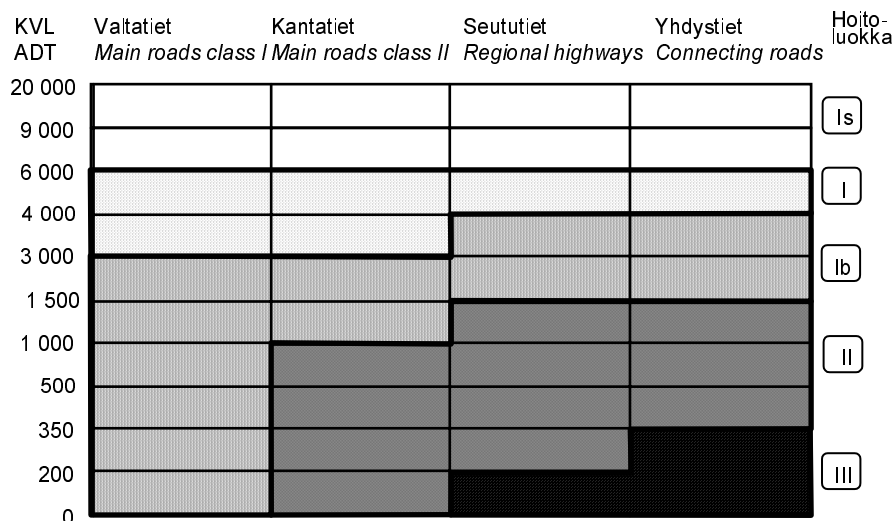 KVL Valtatiet Kantatiet Seututiet Yhdystiet Hoito-
ADT Main roads class I Main roads class II Regional highways Connecting roads luokka
20 000
Is
9 000
6 000
I
4 000
3 000
Ib
1 500
1 000
II
500
350
200
III
0